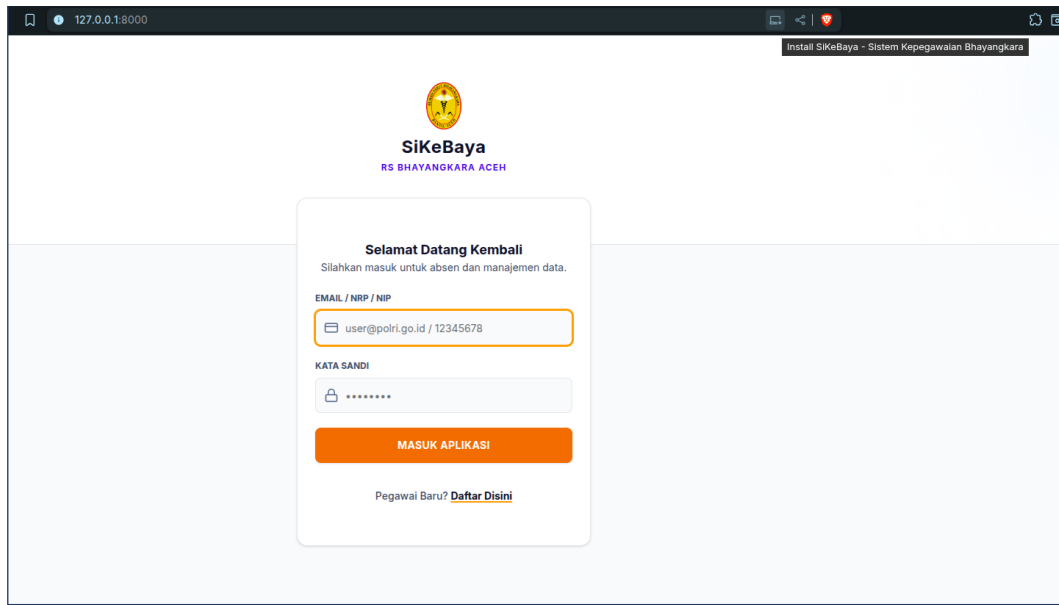 127.0.0.1:8000
Install SiKeBaya - Sistem Kepegawaian Bhayangkara
SiKeBaya
RS BHAYANGKARA ACEH
Selamat Datang Kembali
Silahkan masuk untuk absen dan manajemen data.
EMAIL / NRP / NIP
user@polri.go.id / 12345678
KATA SANDI
••••••••
MASUK APLIKASI
Pegawai Baru? Daftar Disini